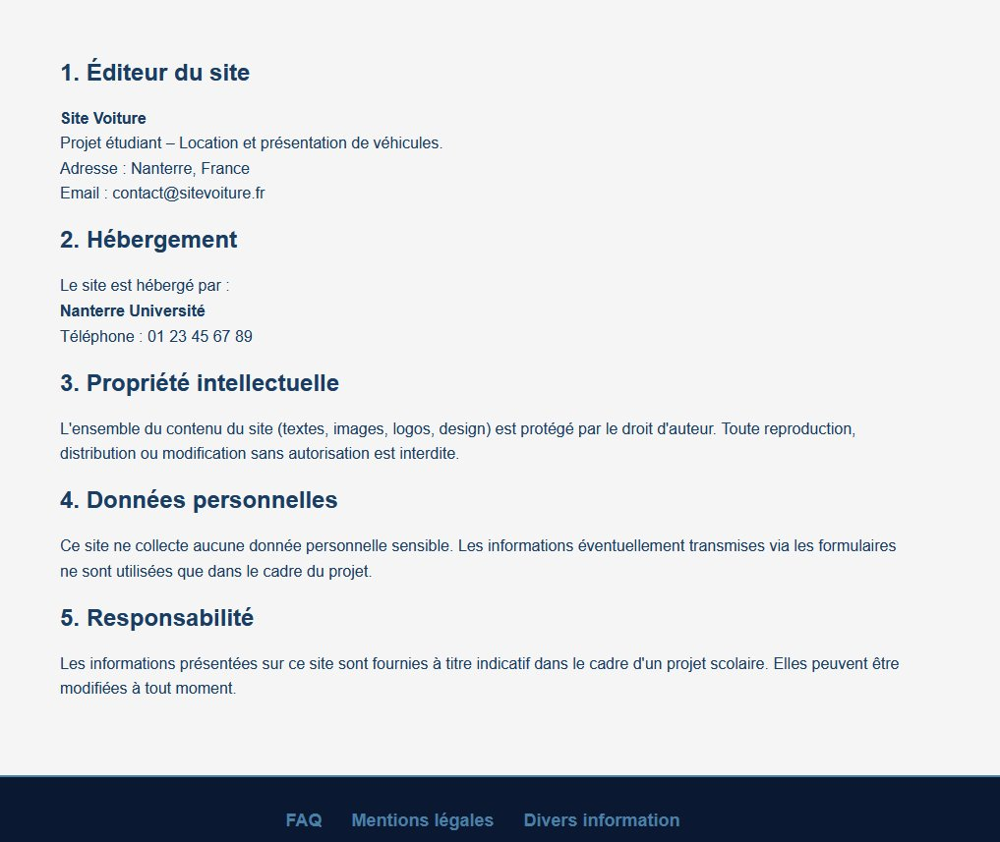 1. Éditeur du site
Site Voiture
Projet étudiant – Location et présentation de véhicules.
Adresse : Nanterre, France
Email : contact@sitevoiture.fr
2. Hébergement
Le site est hébergé par :
Nanterre Université
Téléphone : 01 23 45 67 89
3. Propriété intellectuelle
L'ensemble du contenu du site (textes, images, logos, design) est protégé par le droit d'auteur. Toute reproduction,
distribution ou modification sans autorisation est interdite.
4. Données personnelles
Ce site ne collecte aucune donnée personnelle sensible. Les informations éventuellement transmises via les formulaires
ne sont utilisées que dans le cadre du projet.
5. Responsabilité
Les informations présentées sur ce site sont fournies à titre indicatif dans le cadre d'un projet scolaire. Elles peuvent être
modifiées à tout moment.
FAQ Mentions légales Divers information